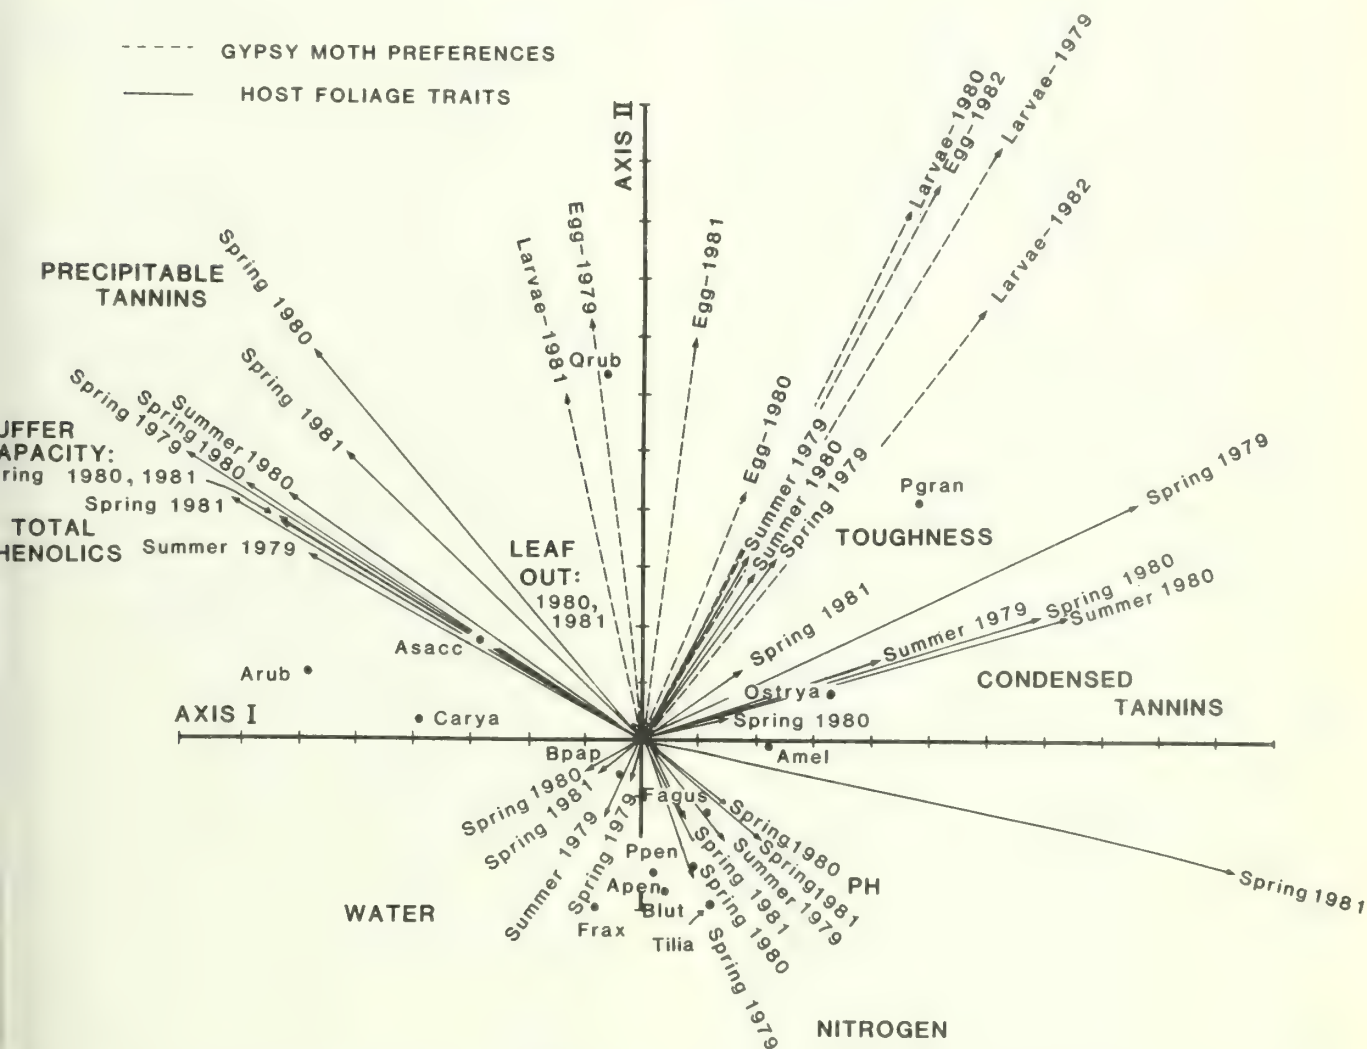 GYPSY MOTH PREFERENCES
HOST FOLIAGE TRAITS
AXIS II
Larvae-1980
Egg-1982
Larvae-1979
Larvae-1982
Egg-1979
Larvae-1981
Egg-1981
Qrub
Egg-1980
PRECIPITABLE
TANNINS
Spring 1980
Spring 1981
Spring 1979
Spring 1980
Summer 1980
UFFER
APACITY:
ring 1980, 1981
Spring 1981
TOTAL
HENOLICS
Summer 1979
LEAF
OUT:
1980,
1981
Summer 1979
Summer 1980
Spring 1979
Pgran
TOUGHNESS
Spring 1979
Spring 1981
Summer 1979
Spring 1980
Summer 1980
Asacc
Arub
Ostrya
CONDENSED
TANNINS
AXIS I
Carya
Spring 1980
Bpap
Amel
Spring 1980
Spring 1981
Summer 1979
Spring 1979
Fagus
Spring 1980
Spring 1981
Summer 1979
Spring 1981
Spring 1980
Spring 1979
PH
Spring 1981
Ppen
Apen
Blut
Frax
Tilia
WATER
NITROGEN